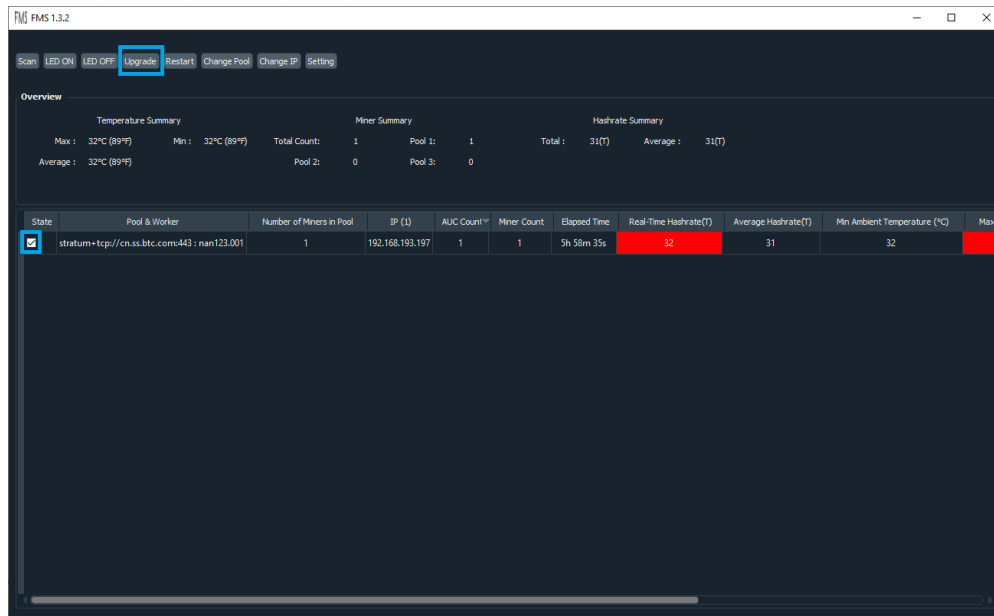 FMS FMS 1.3.2
Scan LED ON LED OFF Upgrade Restart Change Pool Change IP Setting
Overview
Temperature Summary Miner Summary Hashrate Summary
Max : 32°C (89°F) Min : 32°C (89°F) Total Count: 1 Pool 1: 1 Total : 31(T) Average : 31(T)
Average : 32°C (89°F) Pool 2: 0 Pool 3: 0
State Pool & Worker Number of Miners in Pool IP (1) AUC Count Miner Count Elapsed Time Real-Time Hashrate(T) Average Hashrate(T) Min Ambient Temperature (°C) Max
stratum+tcp://cn.ss.btc.com:443 : nan123.001 1 192.168.193.197 1 1 5h 58m 35s 32 31 32